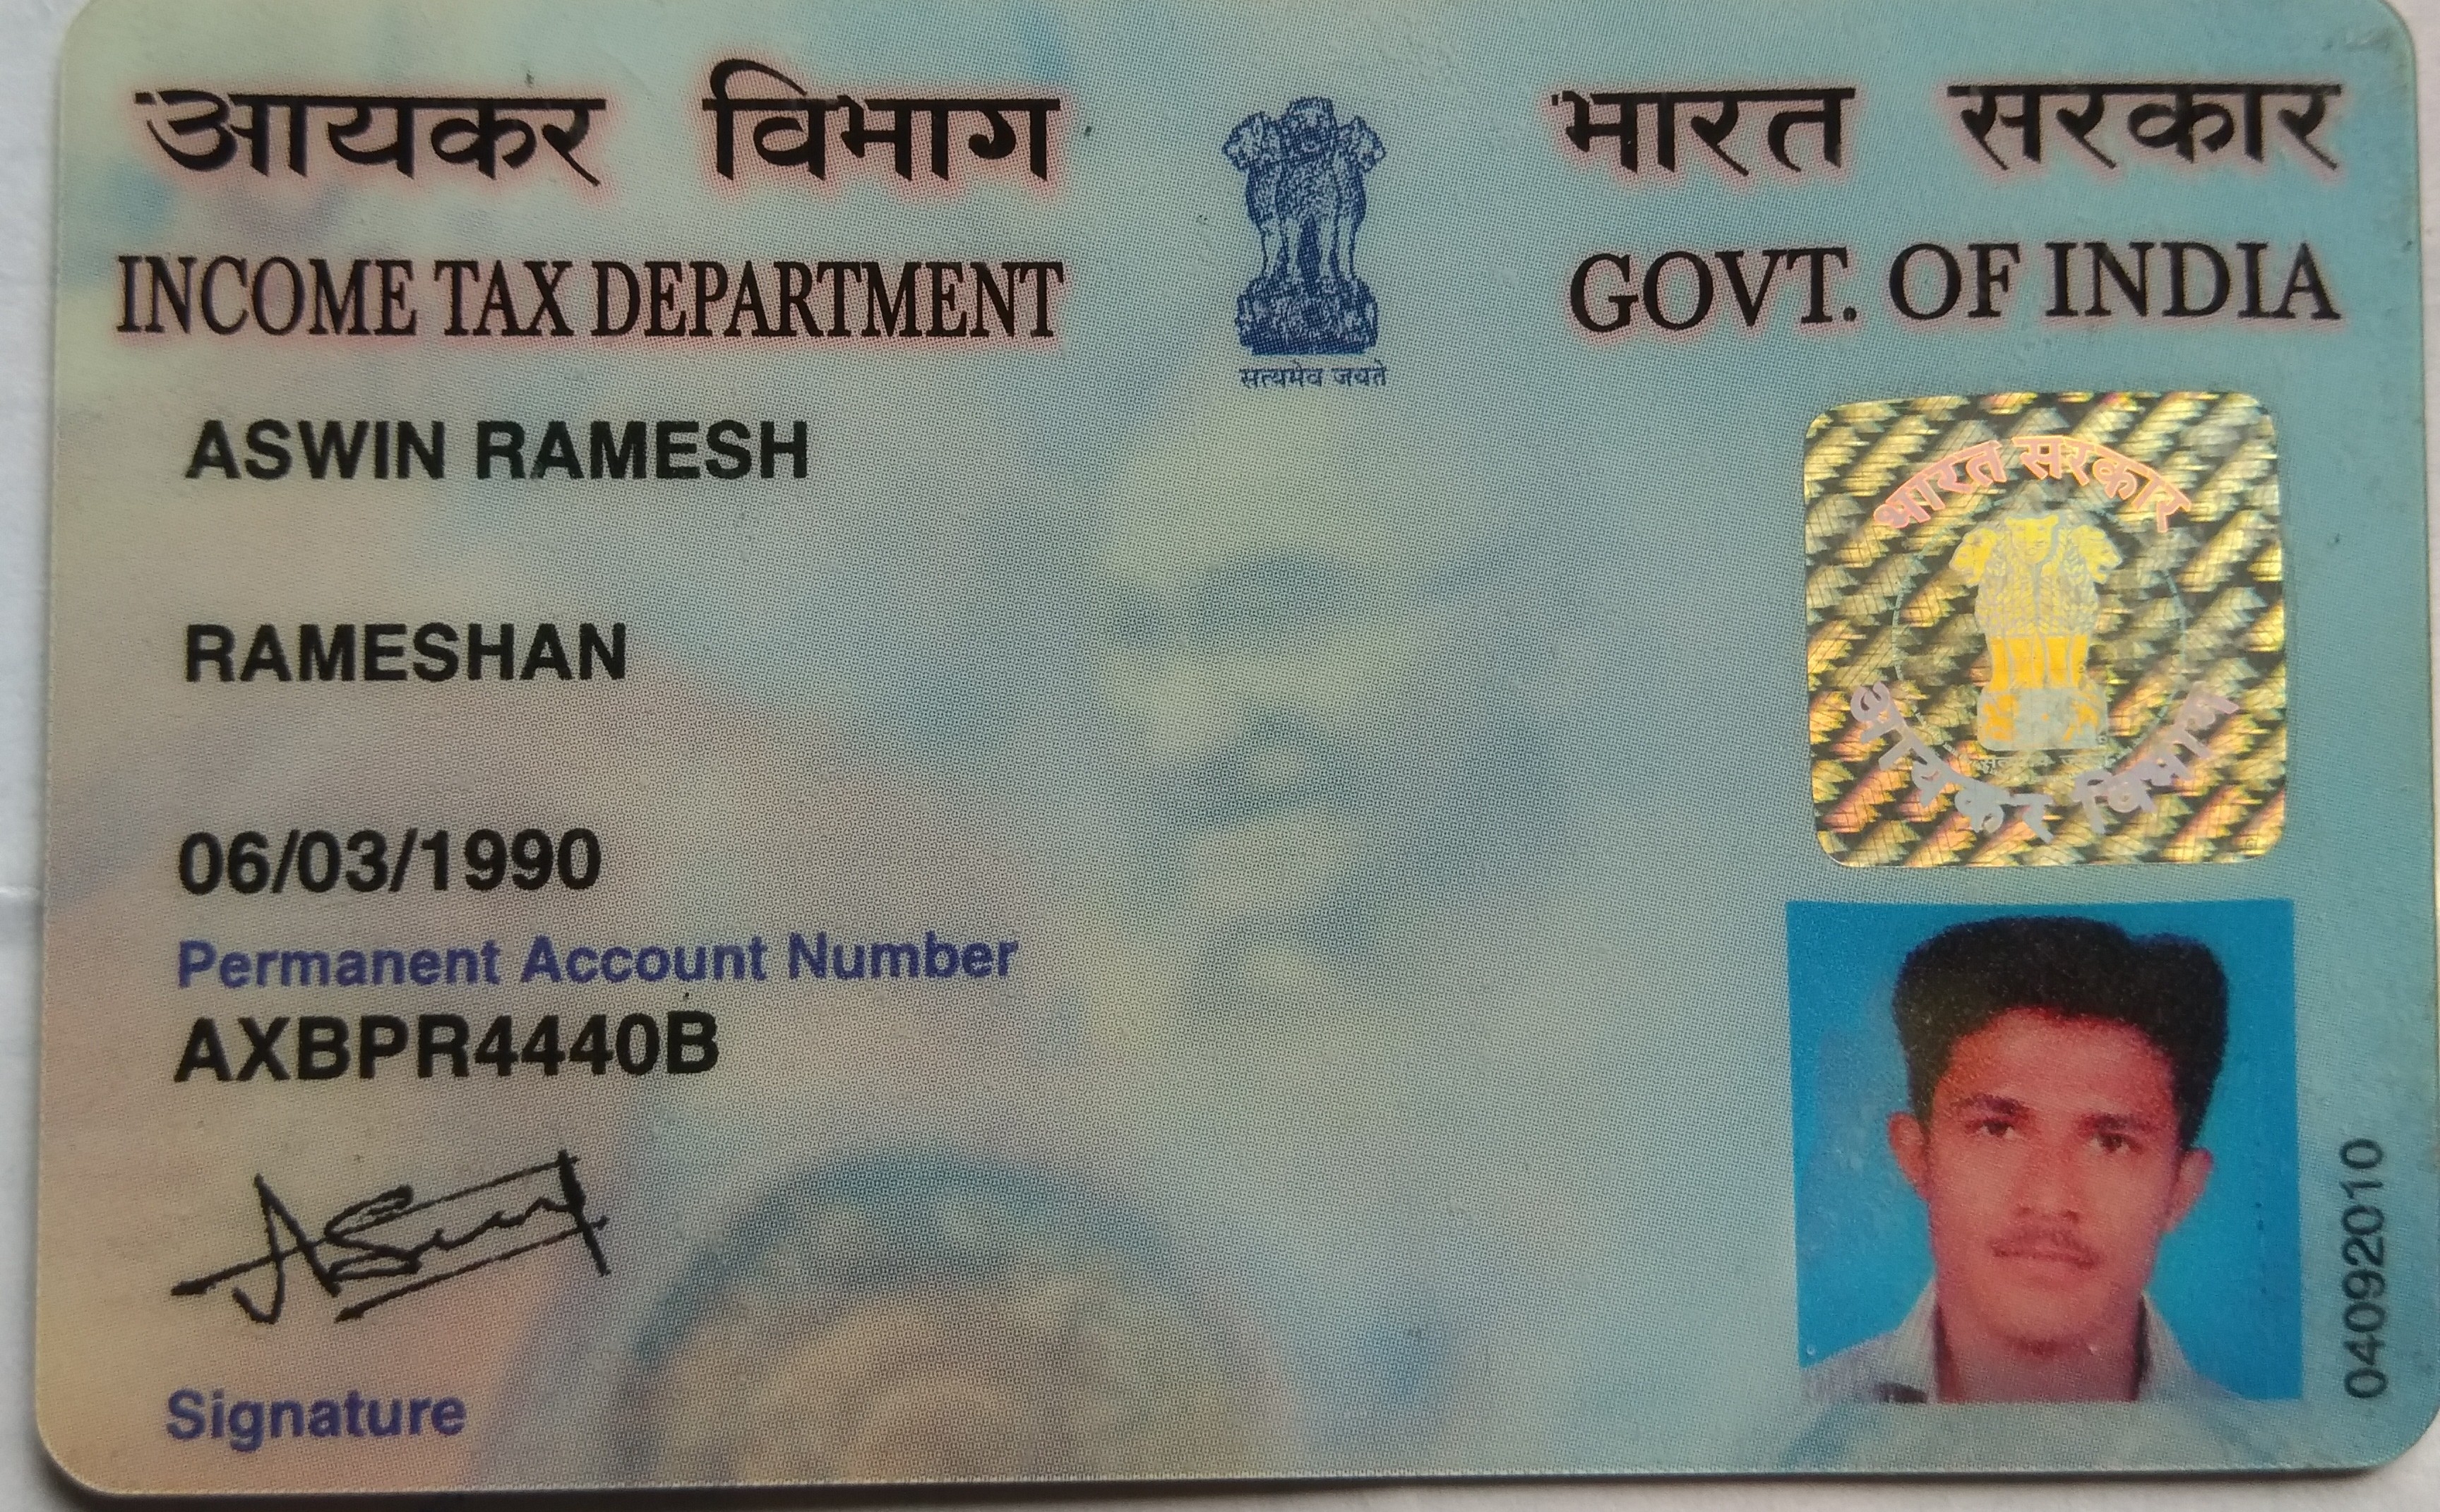 आयकर विभाग
INCOME TAX DEPARTMENT
सत्यमेव जयते
भारत सरकार
GOVT. OF INDIA
ASWIN RAMESH
RAMESHAN
06/03/1990
Permanent Account Number
AXBPR4440B
Signature
भारत सरकार
आयकर विभाग
04092010